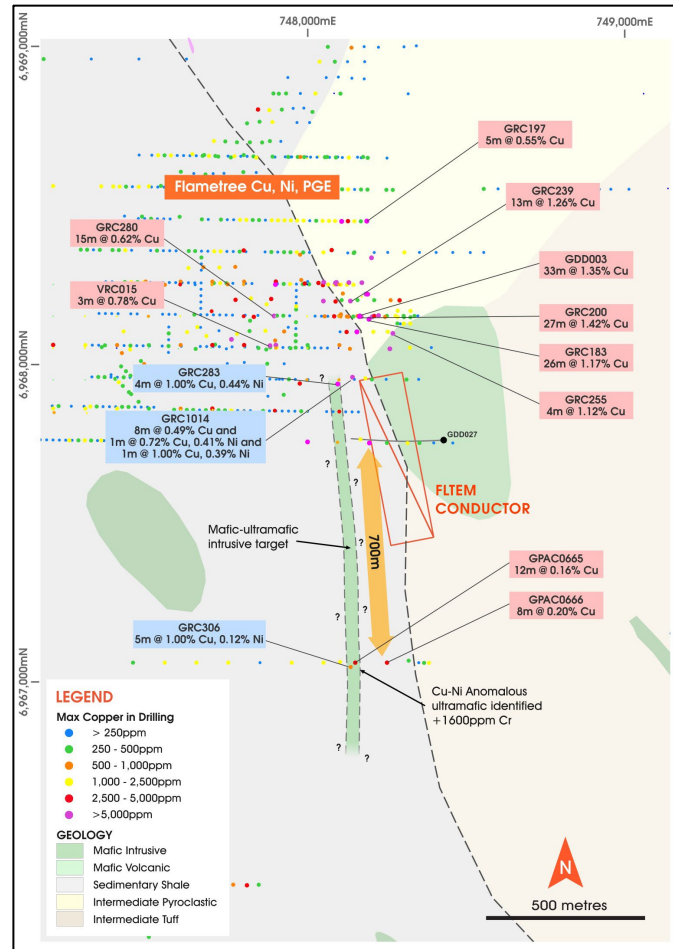 748,000mE
749,000mE
6,969,000mN
GRC197
5m @ 0.55% Cu
Flametree Cu, Ni, PGE
GRC239
13m @ 1.26% Cu
GRC280
15m @ 0.62% Cu
GDD003
33m @ 1.35% Cu
VRC015
3m @ 0.78% Cu
GRC200
27m @ 1.42% Cu
GRC183
26m @ 1.17% Cu
6,968,000mN
GRC283
4m @ 1.00% Cu, 0.44% Ni
?
GRC255
4m @ 1.12% Cu
GRC1014
8m @ 0.49% Cu and
1m @ 0.72% Cu, 0.41% Ni and
1m @ 1.00% Cu, 0.39% Ni
GDD027
?
?
FLTEM
CONDUCTOR
Mafic-ultramafic
intrusive target
?
?
700m
GPAC0665
12m @ 0.16% Cu
GPAC0666
8m @ 0.20% Cu
?
?
GRC306
5m @ 1.00% Cu, 0.12% Ni
?
?
6,967,000mN
Cu-Ni Anomalous
ultramafic identified
+1600ppm Cr
?
?
LEGEND
Max Copper in Drilling
> 250ppm
250 - 500ppm
500 - 1,000ppm
1,000 - 2,500ppm
2,500 - 5,000ppm
>5,000ppm
GEOLOGY
Mafic Intrusive
Mafic Volcanic
Sedimentary Shale
Intermediate Pyroclastic
Intermediate Tuff
N
500 metres